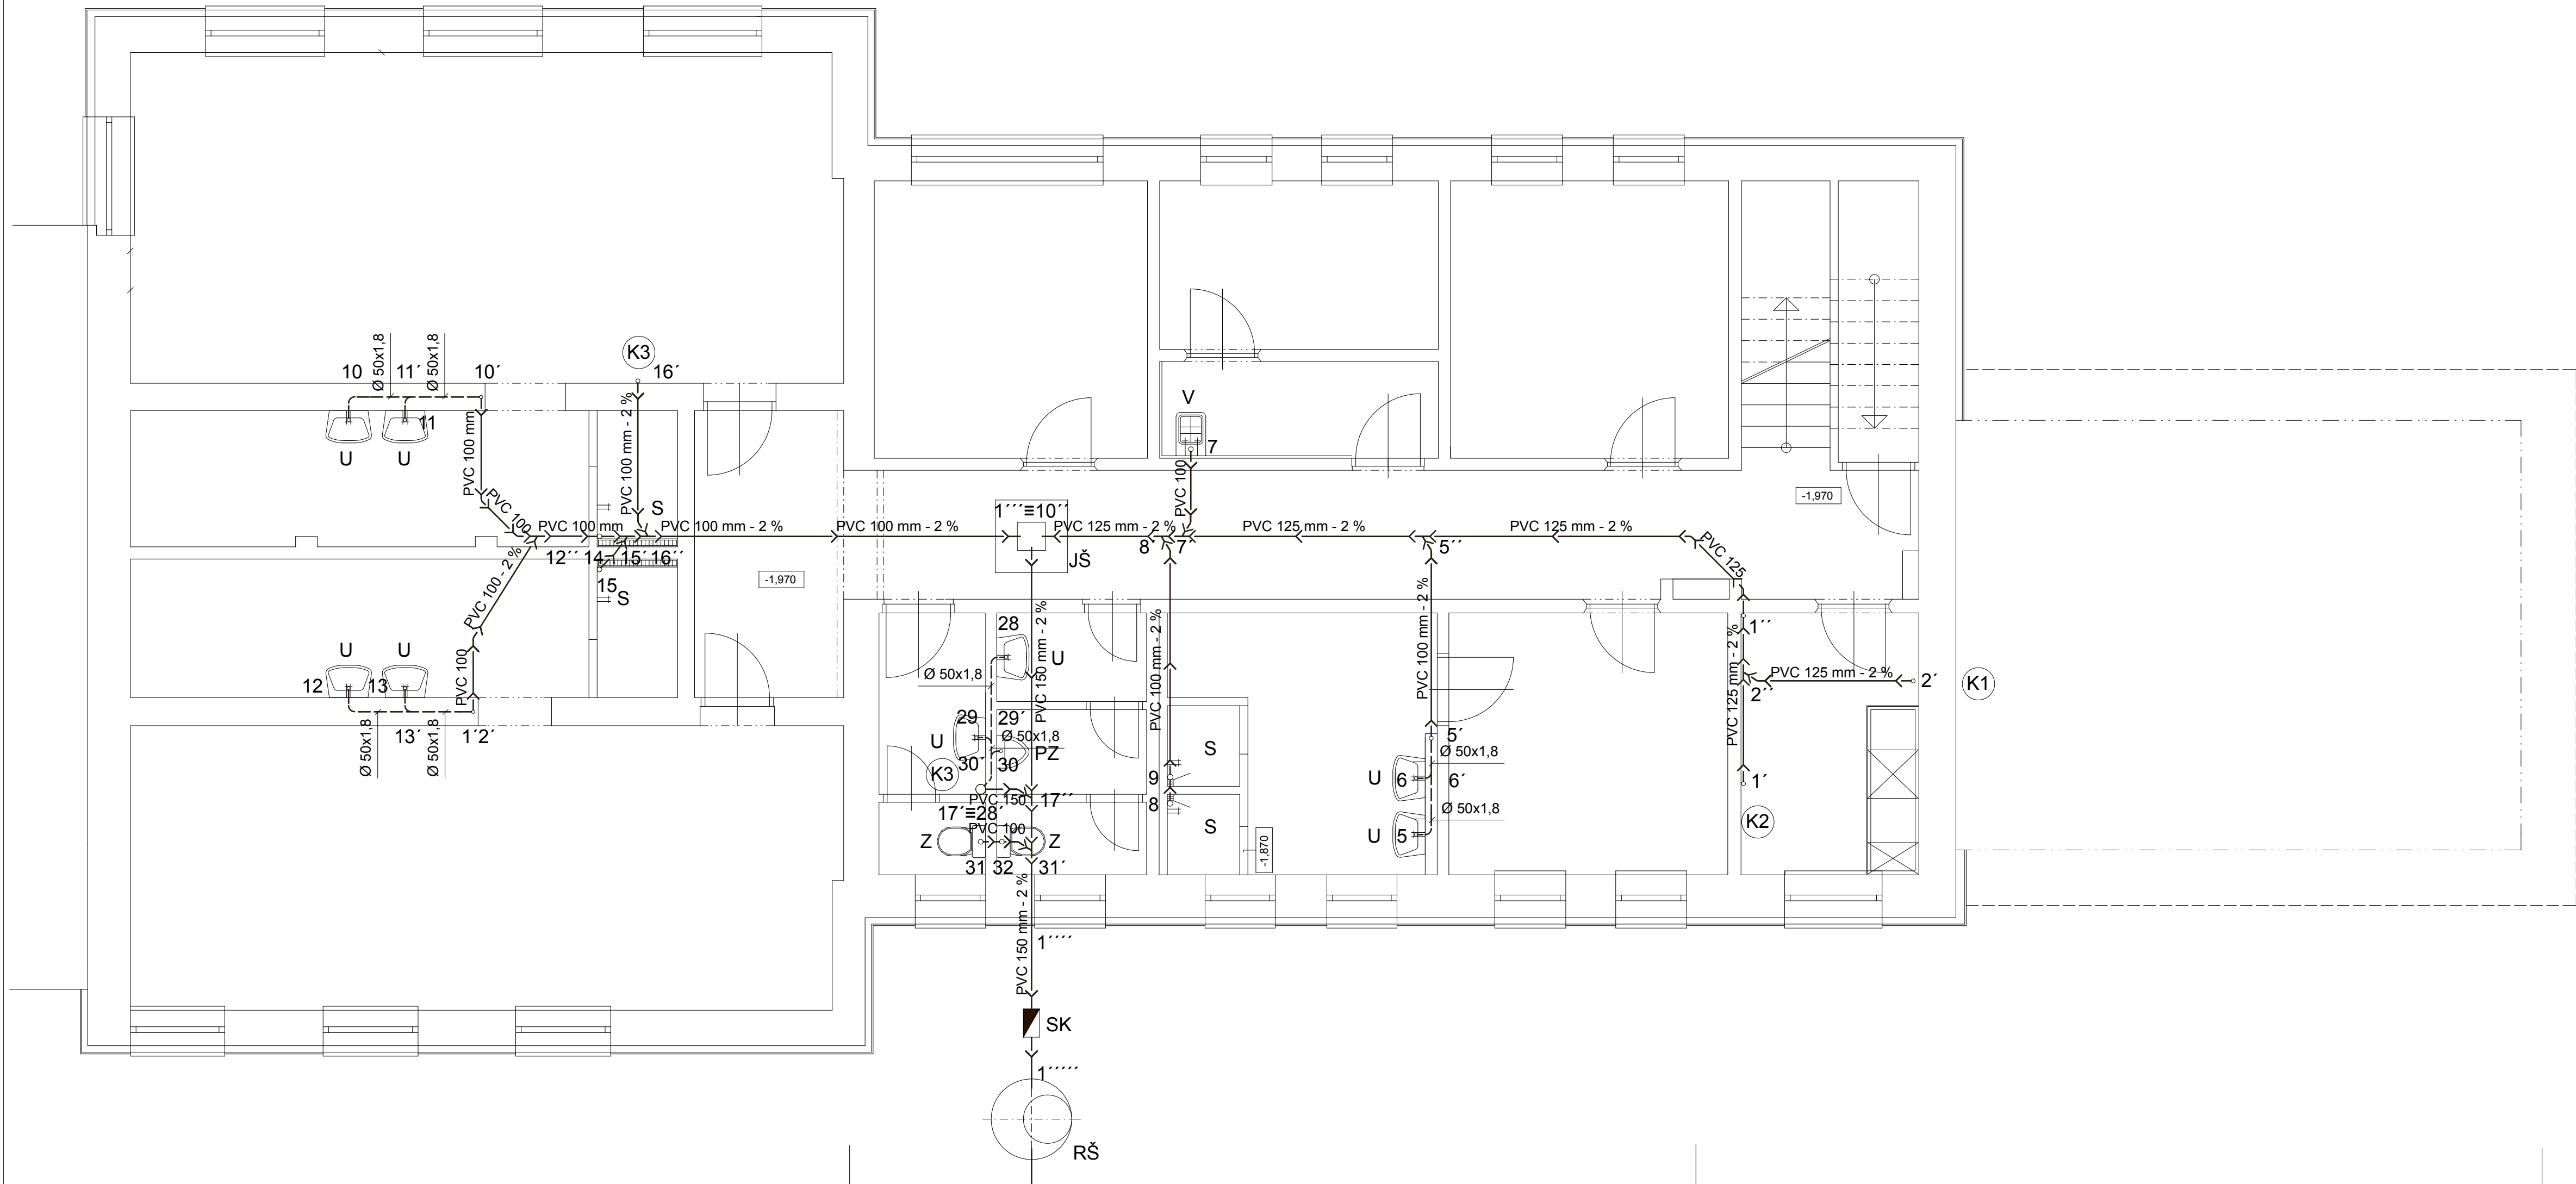 K3
16´
10
11´
10´
Ø 50x1,8
Ø 50x1,8
11
U
U
PVC 100 mm
PVC 100 mm - 2 %
S
PVC 100
PVC 100 mm
PVC 100 mm - 2 %
PVC 100 mm - 2 %
12´´
14
15´
16´´
15
S
PVC 100 - 2 %
-1,970
U
U
12
13
PVC 100
Ø 50x1,8
13´
Ø 50x1,8
1´2´
V
7
PVC 100
1´´´≡10´´
PVC 125 mm - 2 %
PVC 125 mm - 2 %
PVC 125 mm - 2 %
8
7´
5´´
JŠ
-1,970
PVC 125
28
U
Ø 50x1,8
PVC 150 mm - 2 %
PVC 100 mm - 2 %
PVC 100 mm - 2 %
1´´
PVC 125 mm - 2 %
PVC 125 mm - 2 %
2´
2´´
K1
29
29´
U
Ø 50x1,8
30´
30
PZ
K3
PVC 150
17´´
17´≡28´
PVC 100
Z
Z
31
32
31´
S
9
8
S
-1,870
5´
Ø 50x1,8
U
6
6´
Ø 50x1,8
U
5
1´
K2
PVC 150 mm - 2 %
1´´´´
SK
1´´´´´
RŠ